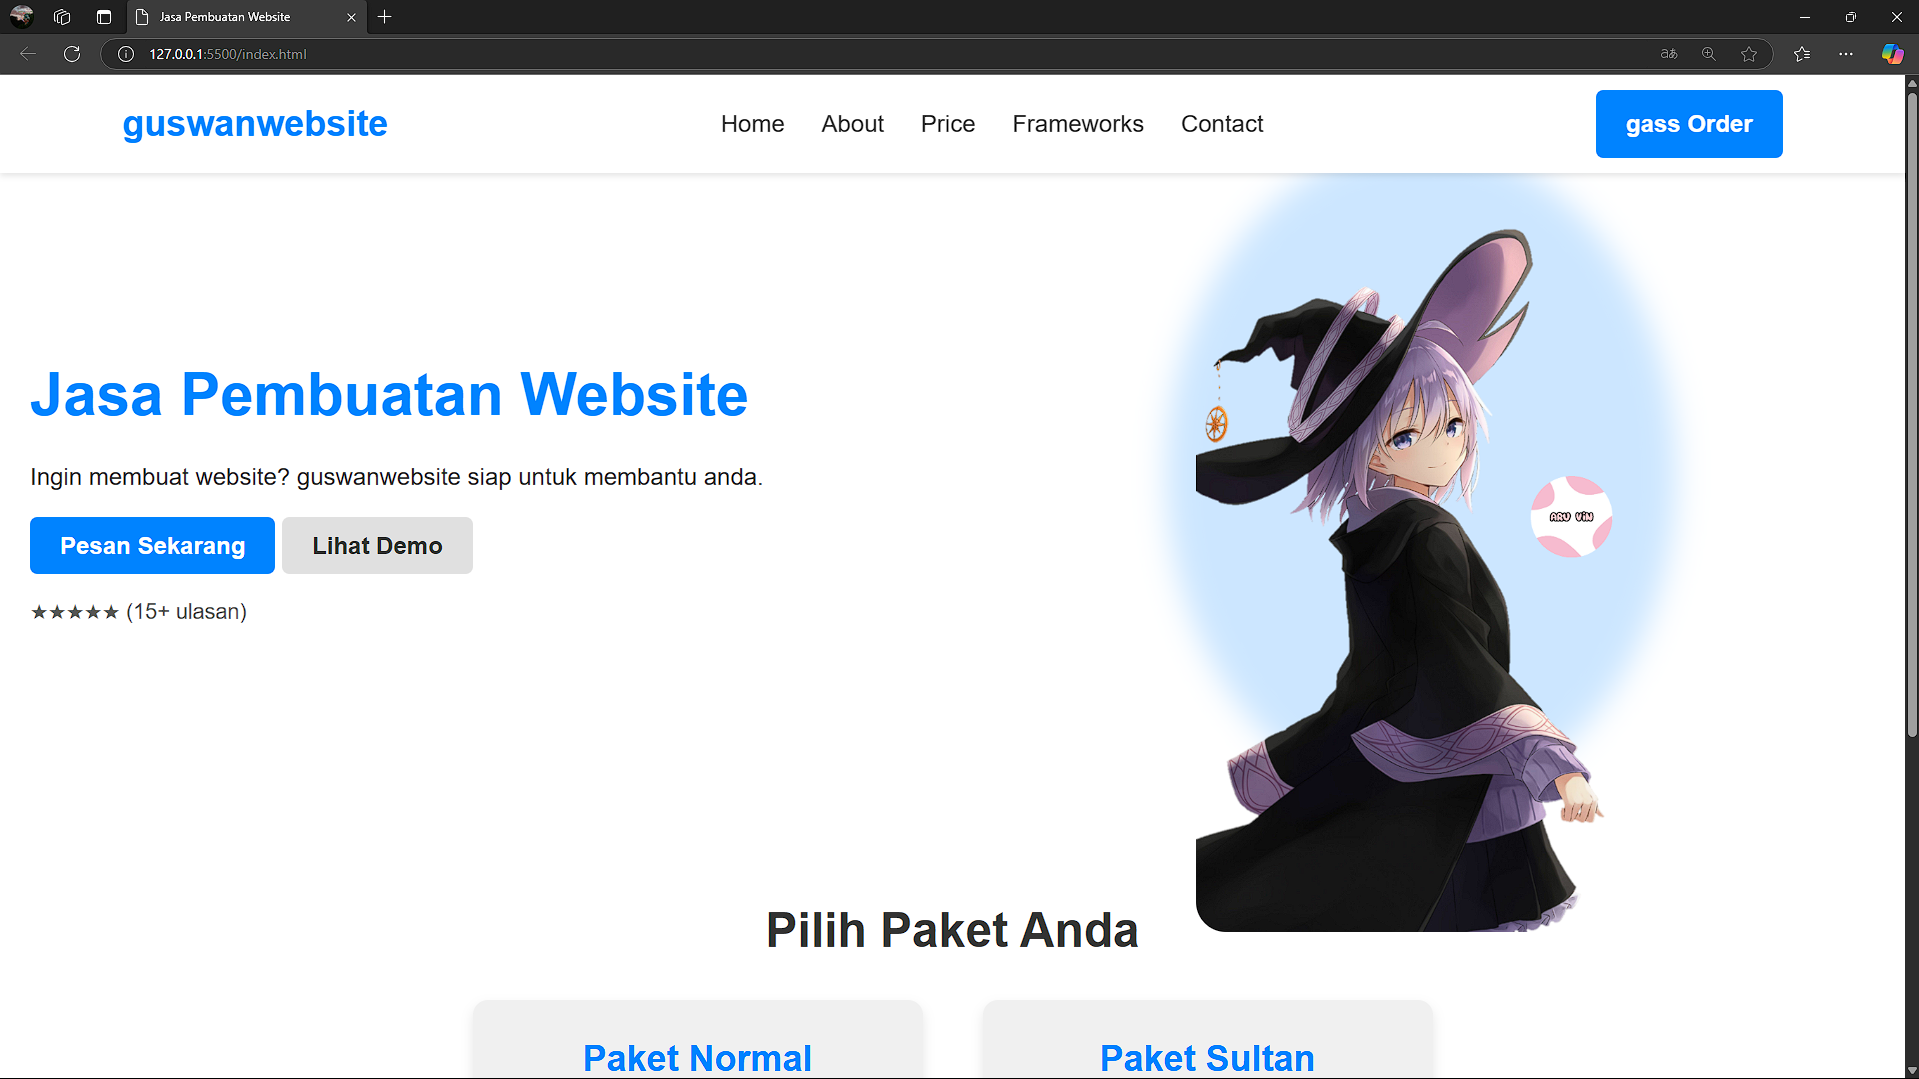 Jasa Pembuatan Website
127.0.0.1:5500/index.html
guswanwebsite
Home About Price Frameworks Contact
gass Order
Jasa Pembuatan Website
Ingin membuat website? guswanwebsite siap untuk membantu anda.
Pesan Sekarang Lihat Demo
★★★★★ (15+ ulasan)
ARU ViN
Pilih Paket Anda
Paket Normal
Paket Sultan